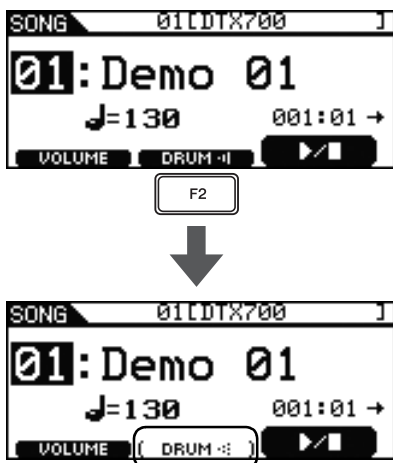 SONG 01[DTX700 ]
01:Demo 01
♩=130 001:01→
VOLUME DRUM ▶/■
F2
SONG 01[DTX700 ]
01:Demo 01
♩=130 001:01→
VOLUME DRUM ▶/■